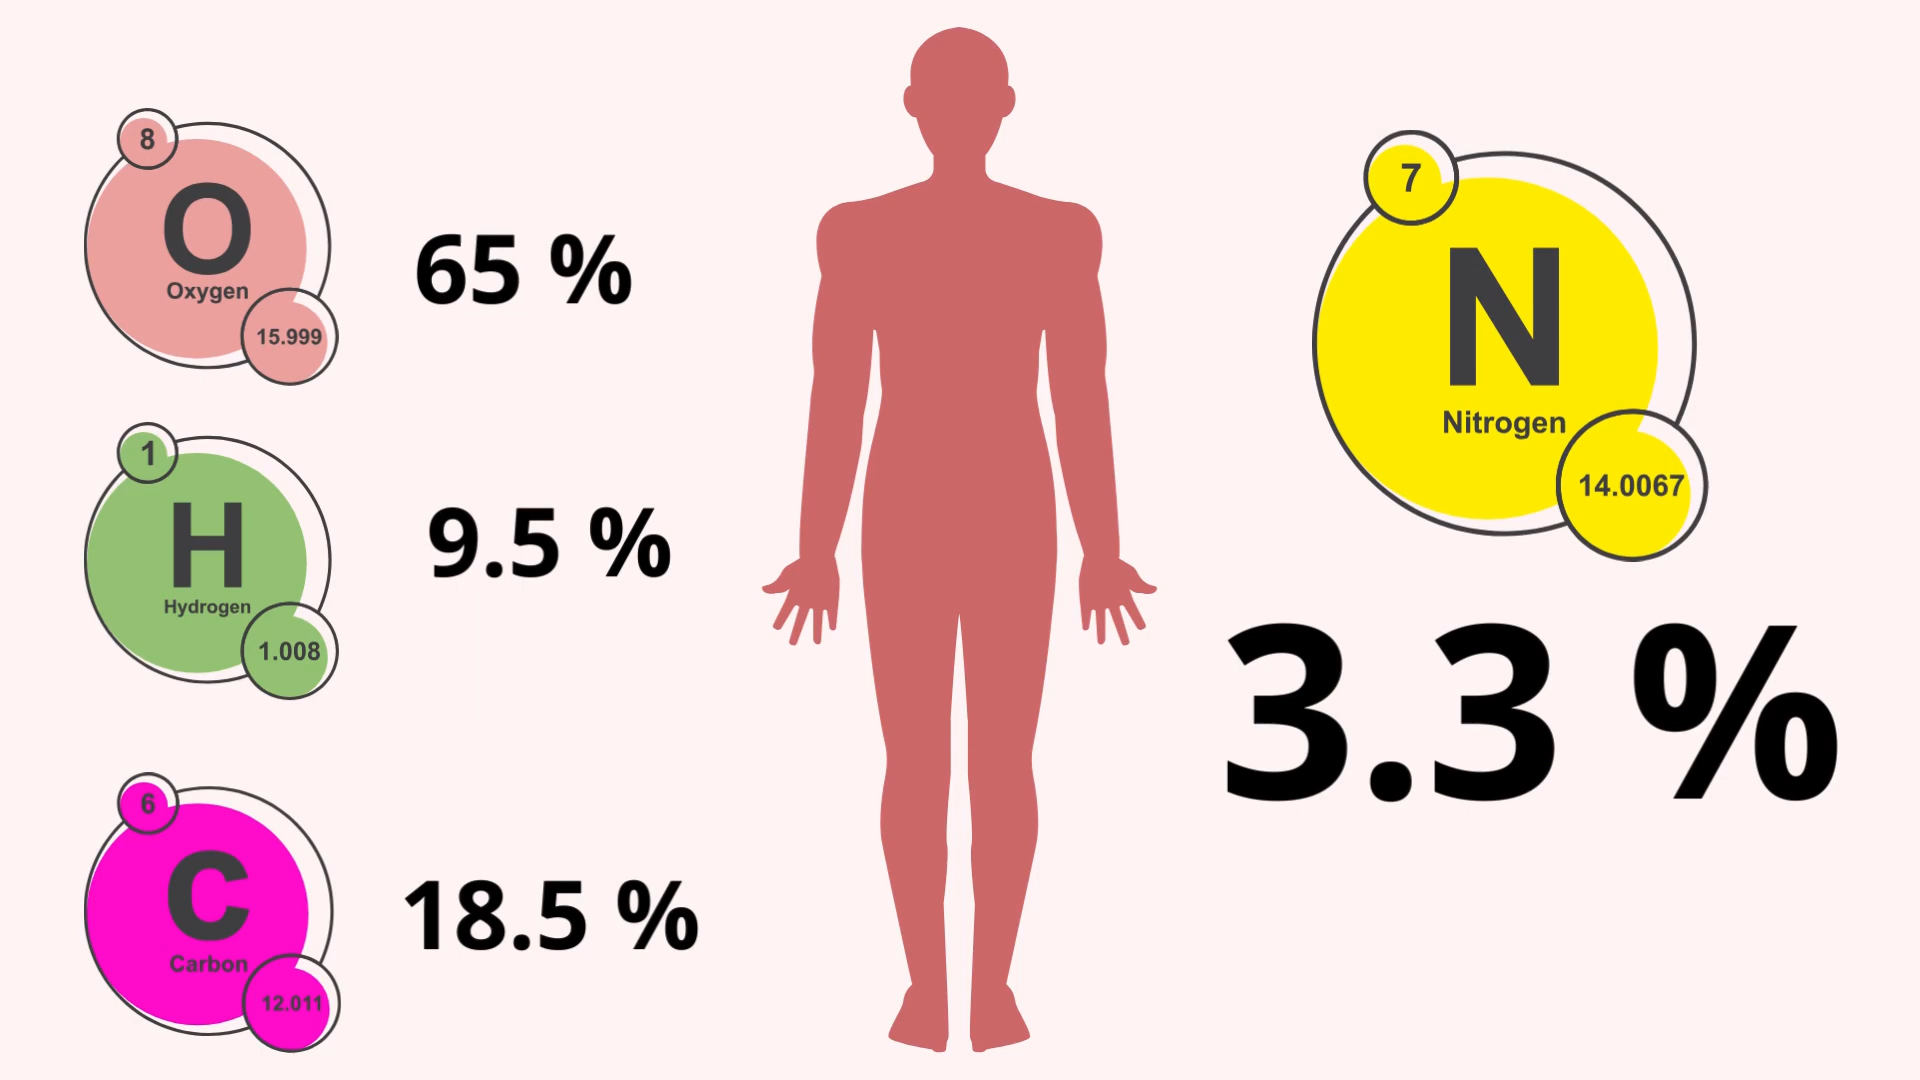 8
O
Oxygen
15.999
65 %
1
H
Hydrogen
1.008
9.5 %
6
C
Carbon
12.011
18.5 %
7
N
Nitrogen
14.0067
3.3 %